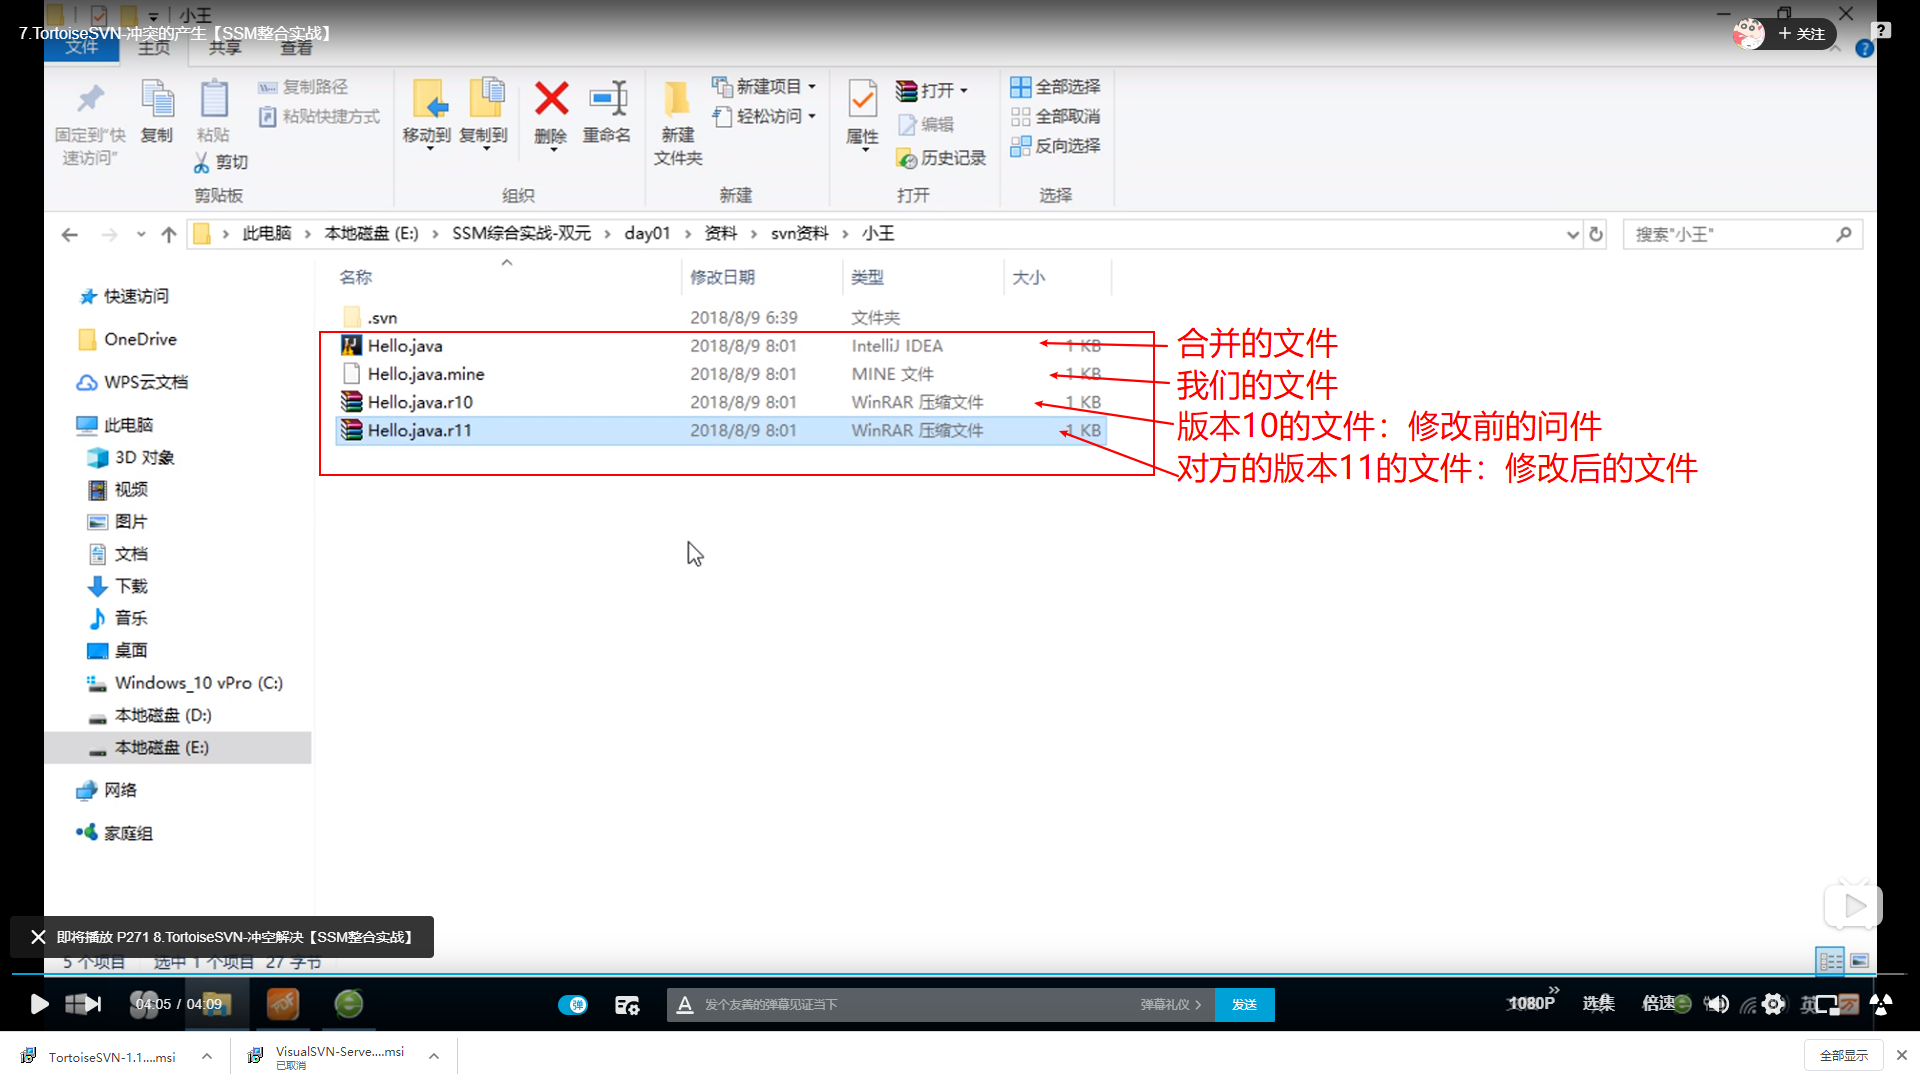 小王
7.TortoiseSVN-冲突的产生【SSM整合实战】
+ 关注
文件 主页 共享 查看
固定到"快速访问"
复制
粘贴
复制路径
粘贴快捷方式
剪切
移动到 复制到 删除 重命名
新建文件夹
新建项目
轻松访问
属性
打开
编辑
历史记录
全部选择
全部取消
反向选择
剪贴板 组织 新建 打开 选择
此电脑 › 本地磁盘 (E:) › SSM综合实战-双元 › day01 › 资料 › svn资料 › 小王
搜索"小王"
名称 修改日期 类型 大小
.svn 2018/8/9 6:39 文件夹
Hello.java 2018/8/9 8:01 IntelliJ IDEA 1 KB
Hello.java.mine 2018/8/9 8:01 MINE 文件 1 KB
Hello.java.r10 2018/8/9 8:01 WinRAR 压缩文件 1 KB
Hello.java.r11 2018/8/9 8:01 WinRAR 压缩文件 1 KB
合并的文件
我们的文件
版本10的文件：修改前的问件
对方的版本11的文件：修改后的文件
快速访问
OneDrive
WPS云文档
此电脑
3D 对象
视频
图片
文档
下载
音乐
桌面
Windows_10 vPro (C:)
本地磁盘 (D:)
本地磁盘 (E:)
网络
家庭组
即将播放 P271 8.TortoiseSVN-冲空解决【SSM整合实战】
5 个项目 选中 1 个项目 27 字节
04:05 / 04:09
弹
发个友善的弹幕见证当下
弹幕礼仪 ›
发送
1080P
选集
倍速
英
TortoiseSVN-1.1....msi
VisualSVN-Serve....msi
已取消
全部显示